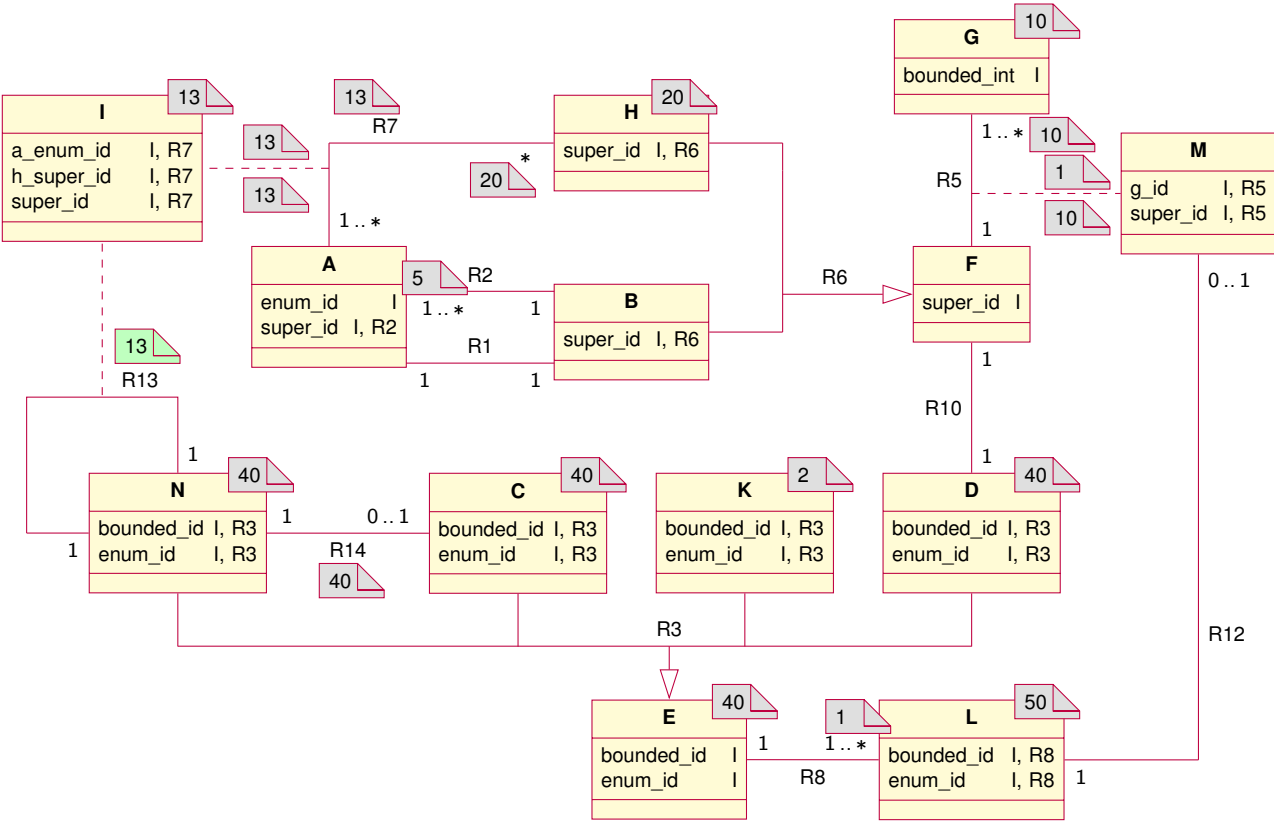 10
G
bounded_int I
13
I
a_enum_id I, R7
h_super_id I, R7
super_id I, R7
13
R7
13
13
20
H
super_id I, R6
*
20
1..*
10
1
10
R5
1
M
g_id I, R5
super_id I, R5
1..*
A
enum_id I
super_id I, R2
5
R2
1..*
1
R1
1
1
B
super_id I, R6
R6
F
super_id I
0..1
1
R10
1
13
R13
1
1
40
N
bounded_id I, R3
enum_id I, R3
1
0..1
R14
40
40
C
bounded_id I, R3
enum_id I, R3
2
K
bounded_id I, R3
enum_id I, R3
40
D
bounded_id I, R3
enum_id I, R3
R3
R12
40
E
bounded_id I
enum_id I
1
1
1..*
R8
50
L
bounded_id I, R8
enum_id I, R8
1